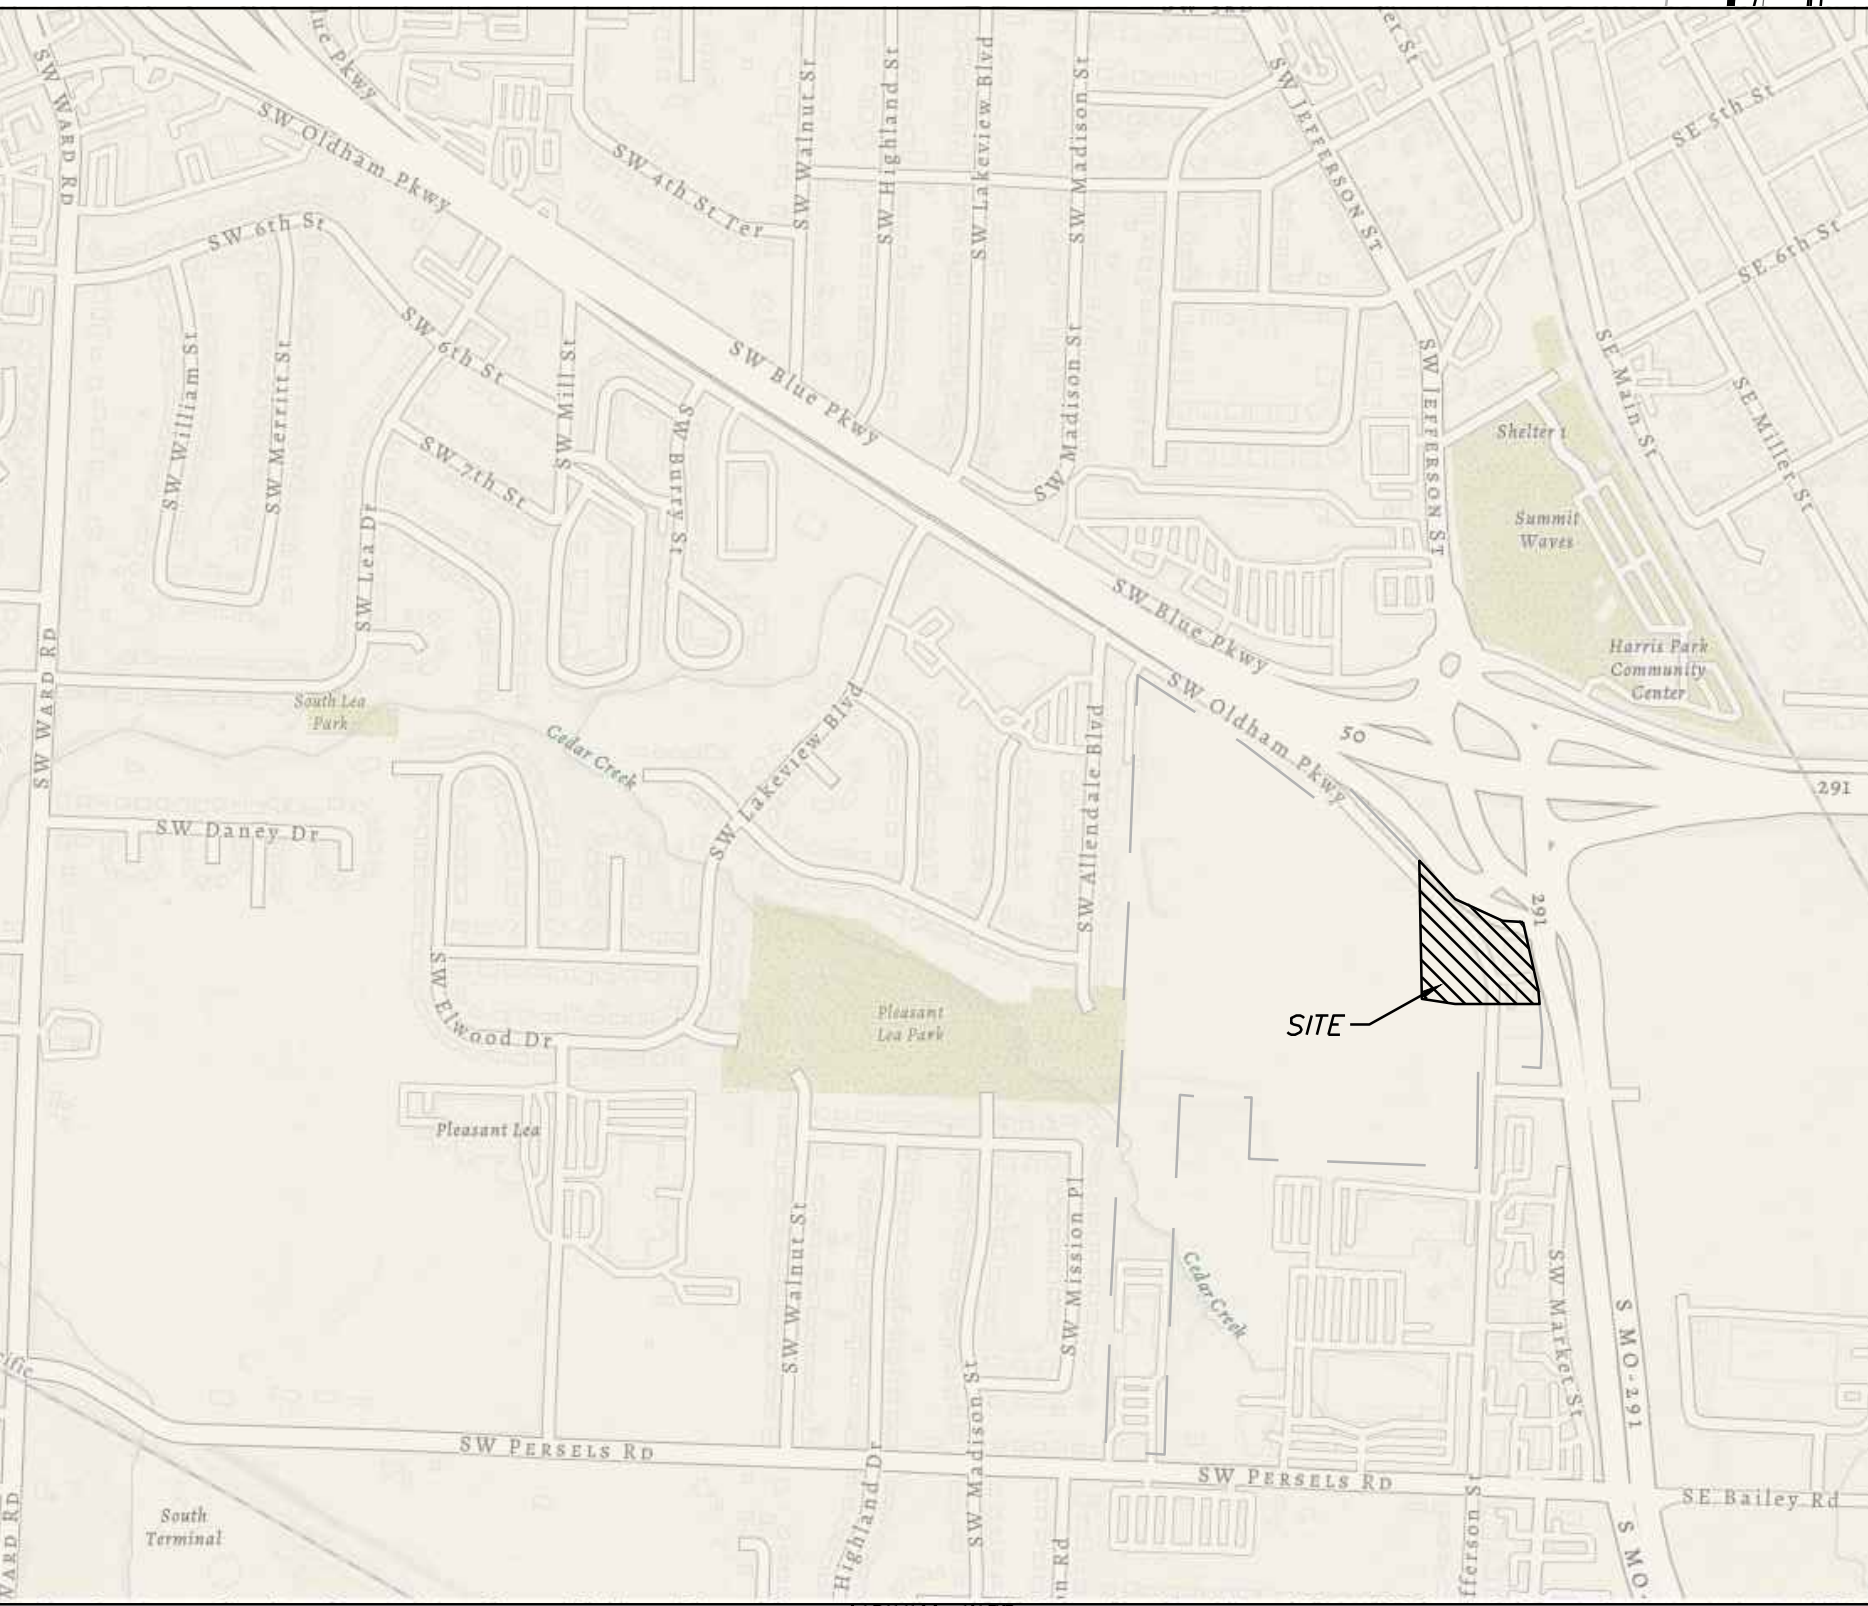 SW WARD RD
SW Oldham Pkwy
SW 4th St Ter
SW Walnut St
SW Highland St
SW Lakeview Blvd
SW Madison St
SW JEFFERSON ST
SE 5th St
SE 6th St
SW 6th St
SW William St
SW Merritt St
SW 6th St
SW Mill St
SW Blue Pkwy
SW Madison St
SW JEFFERSON ST
SE Main St
SE Miller St
Shelter 1
SW 7th St
SW Burry St
SW Lea Dr
Summit
Waves
SW Blue Pkwy
Harris Park
Community
Center
SW WARD RD
South Lea
Park
Cedar Creek
SW Lakeview Blvd
SW Allendale Blvd
SW Oldham Pkwy
50
291
SW Daney Dr
291
SW Elwood Dr
Pleasant
Lea Park
SITE
Pleasant Lea
SW Walnut St
SW Mission Pl
Cedar Creek
SW Market St
S MO-291
SW PERSELS RD
Highland Dr
SW Madison St
SW PERSELS RD
SE Bailey Rd
South
Terminal